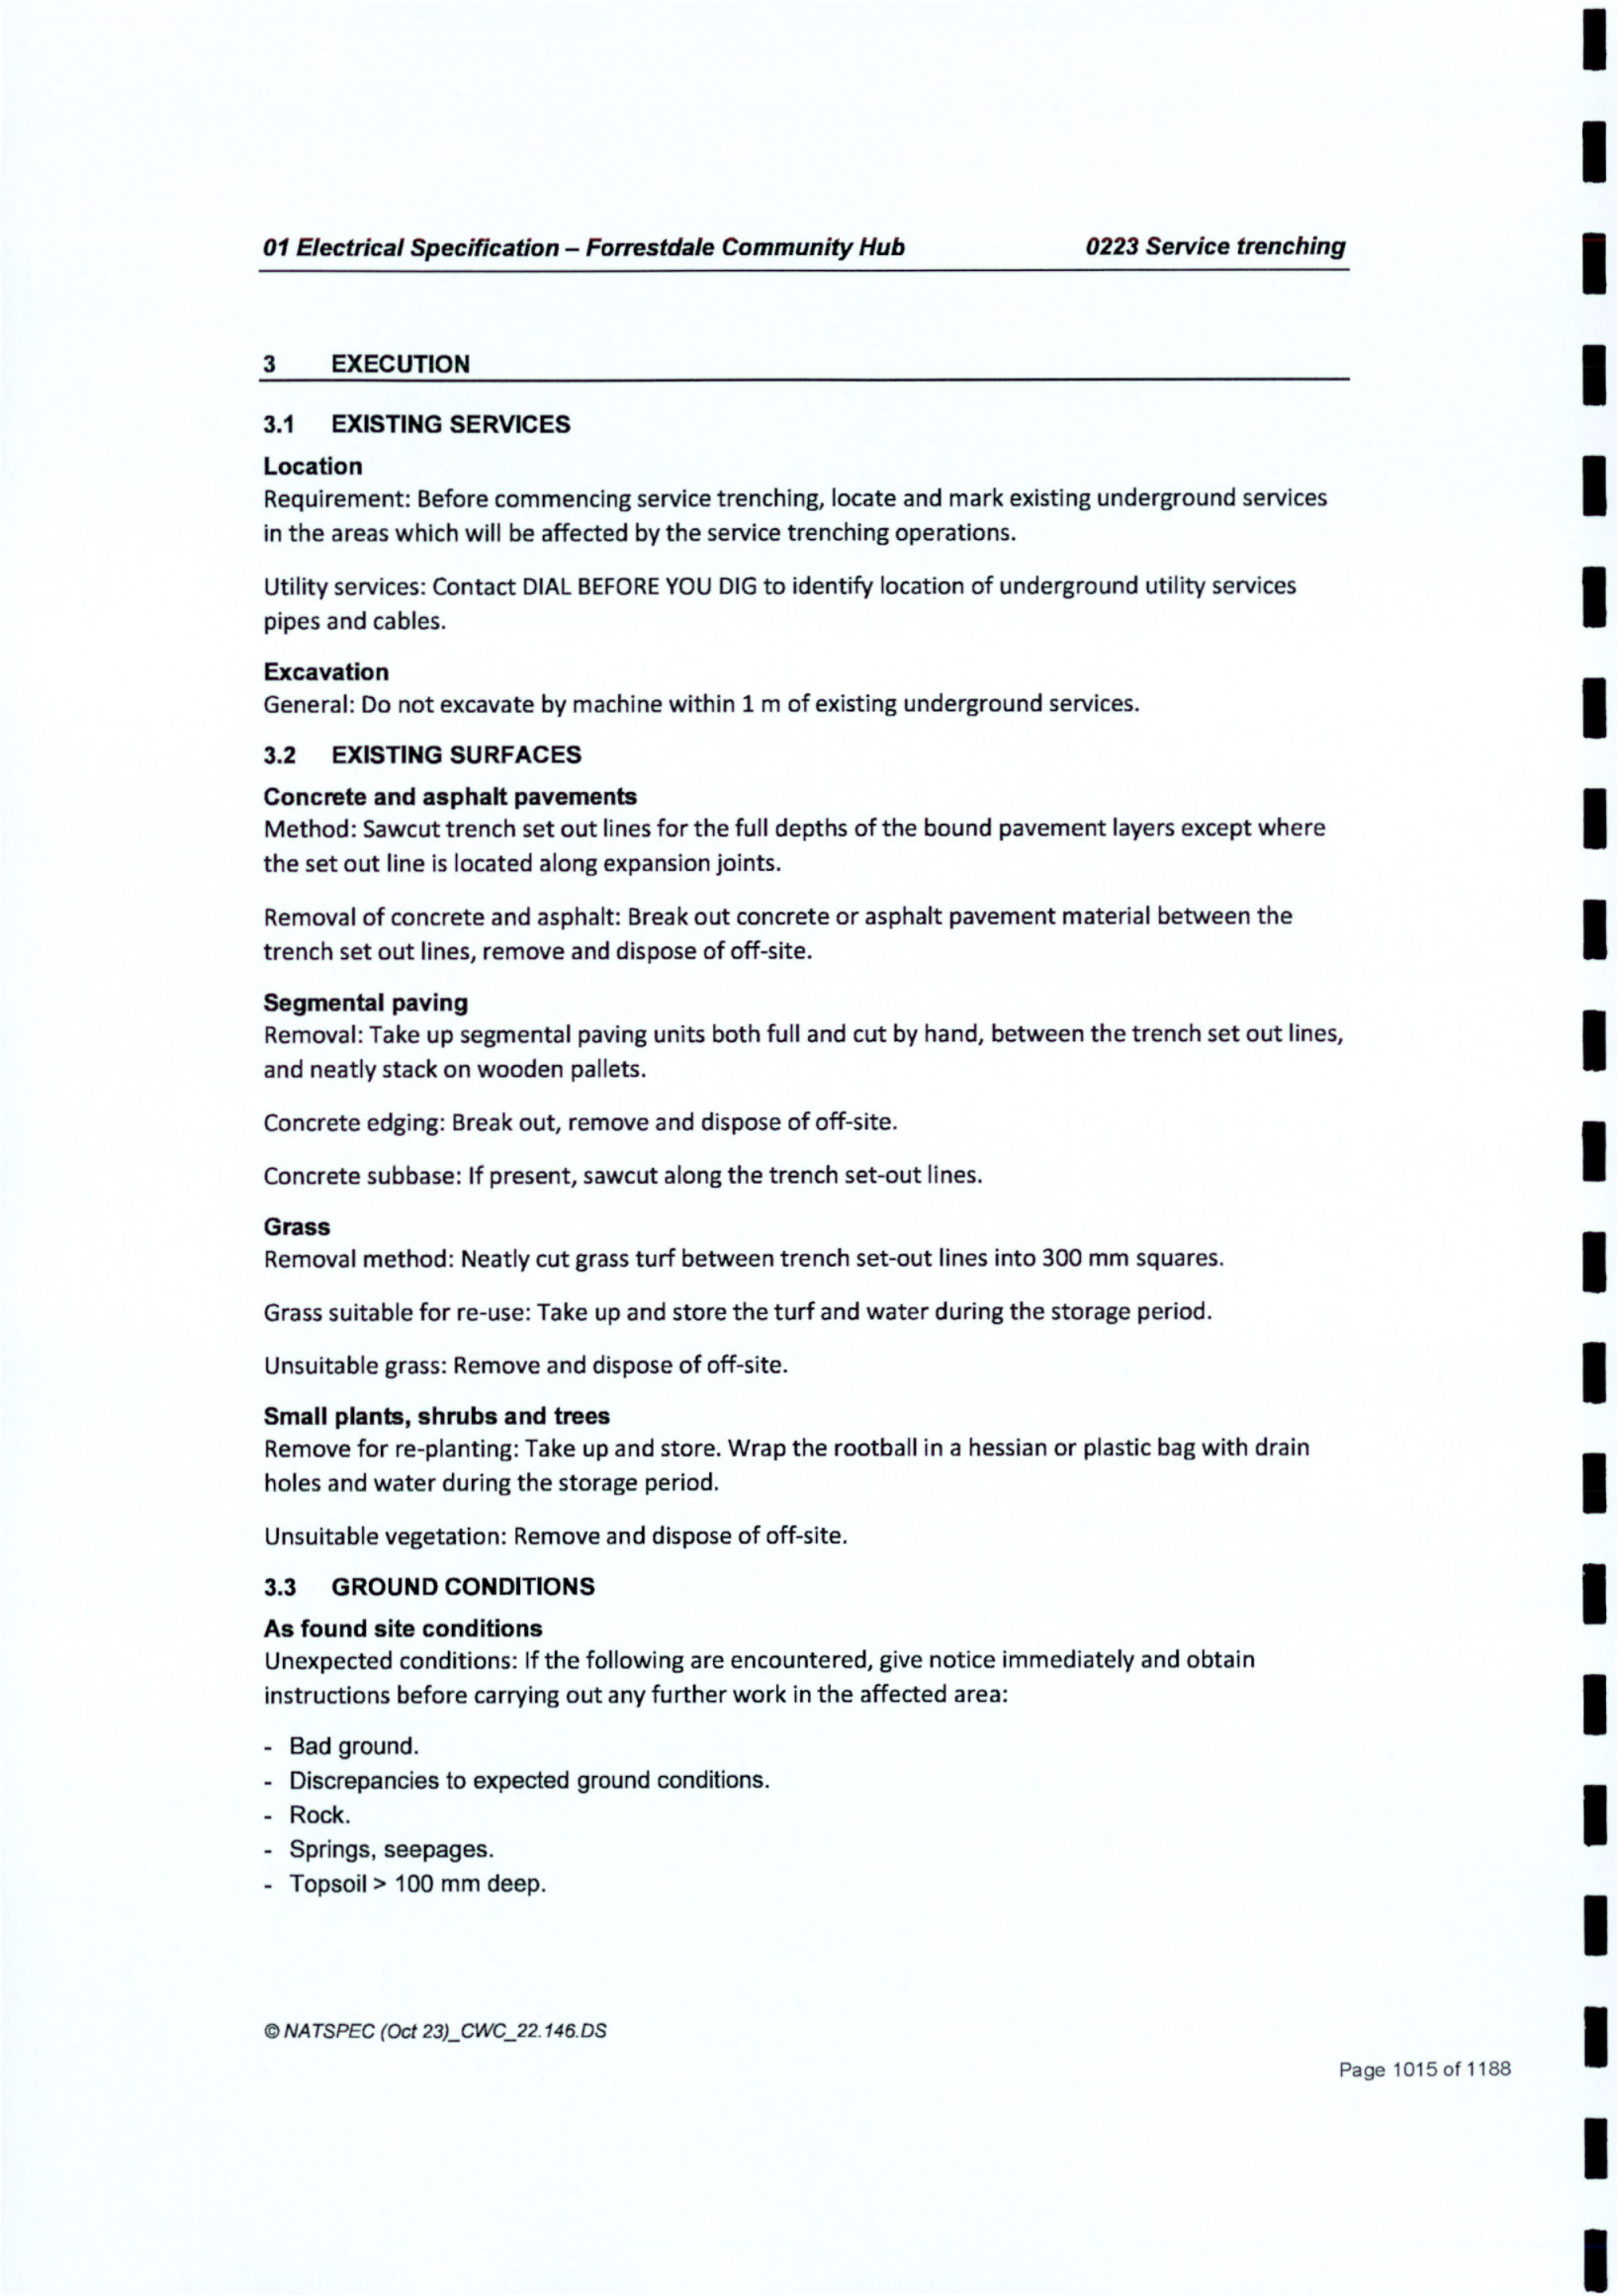 01 Electrical Specification – Forrestdale Community Hub 0223 Service trenching
3 EXECUTION
3.1 EXISTING SERVICES
Location
Requirement: Before commencing service trenching, locate and mark existing underground services
in the areas which will be affected by the service trenching operations.
Utility services: Contact DIAL BEFORE YOU DIG to identify location of underground utility services
pipes and cables.
Excavation
General: Do not excavate by machine within 1 m of existing underground services.
3.2 EXISTING SURFACES
Concrete and asphalt pavements
Method: Sawcut trench set out lines for the full depths of the bound pavement layers except where
the set out line is located along expansion joints.
Removal of concrete and asphalt: Break out concrete or asphalt pavement material between the
trench set out lines, remove and dispose of off-site.
Segmental paving
Removal: Take up segmental paving units both full and cut by hand, between the trench set out lines,
and neatly stack on wooden pallets.
Concrete edging: Break out, remove and dispose of off-site.
Concrete subbase: If present, sawcut along the trench set-out lines.
Grass
Removal method: Neatly cut grass turf between trench set-out lines into 300 mm squares.
Grass suitable for re-use: Take up and store the turf and water during the storage period.
Unsuitable grass: Remove and dispose of off-site.
Small plants, shrubs and trees
Remove for re-planting: Take up and store. Wrap the rootball in a hessian or plastic bag with drain
holes and water during the storage period.
Unsuitable vegetation: Remove and dispose of off-site.
3.3 GROUND CONDITIONS
As found site conditions
Unexpected conditions: If the following are encountered, give notice immediately and obtain
instructions before carrying out any further work in the affected area:
- Bad ground.
- Discrepancies to expected ground conditions.
- Rock.
- Springs, seepages.
- Topsoil > 100 mm deep.
© NATSPEC (Oct 23)_CWC_22.146.DS
Page 1015 of 1188